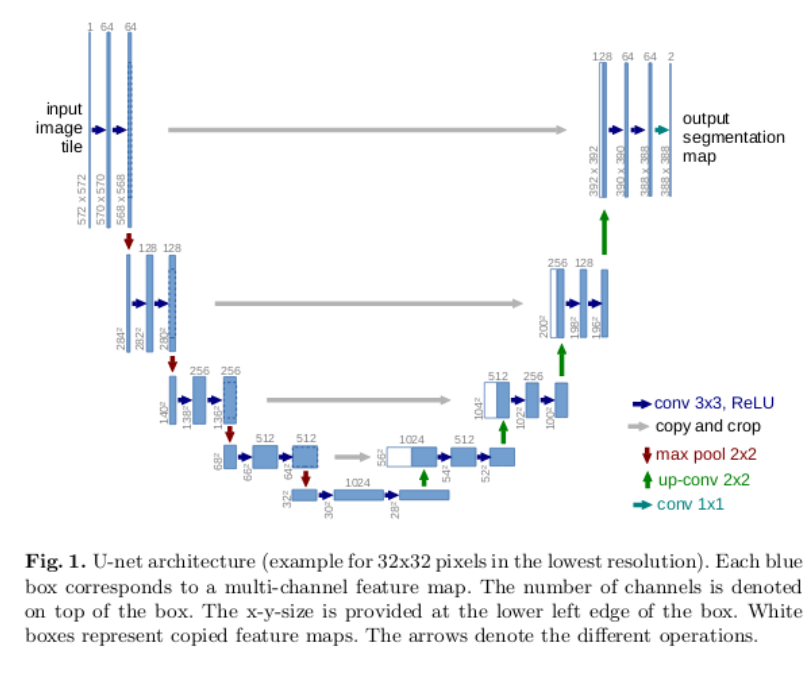 1 64 64
128 64 64 2
input
image
tile
output
segmentation
map
572 x 572
570 x 570
568 x 568
392 x 392
390 x 390
388 x 388
388 x 388
128 128
256 128
284²
282²
280²
200²
198²
196²
256 256
512 256
140²
138²
136²
104²
102²
100²
512 512
1024 512
68²
66²
64²
56²
54²
52²
1024
32²
30²
28²
conv 3x3, ReLU
copy and crop
max pool 2x2
up-conv 2x2
conv 1x1
Fig. 1. U-net architecture (example for 32x32 pixels in the lowest resolution). Each blue
box corresponds to a multi-channel feature map. The number of channels is denoted
on top of the box. The x-y-size is provided at the lower left edge of the box. White
boxes represent copied feature maps. The arrows denote the different operations.